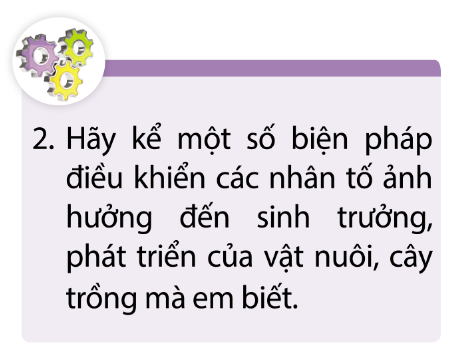 2. Hãy kể một số biện pháp
điều khiển các nhân tố ảnh
hưởng đến sinh trưởng,
phát triển của vật nuôi, cây
trồng mà em biết.